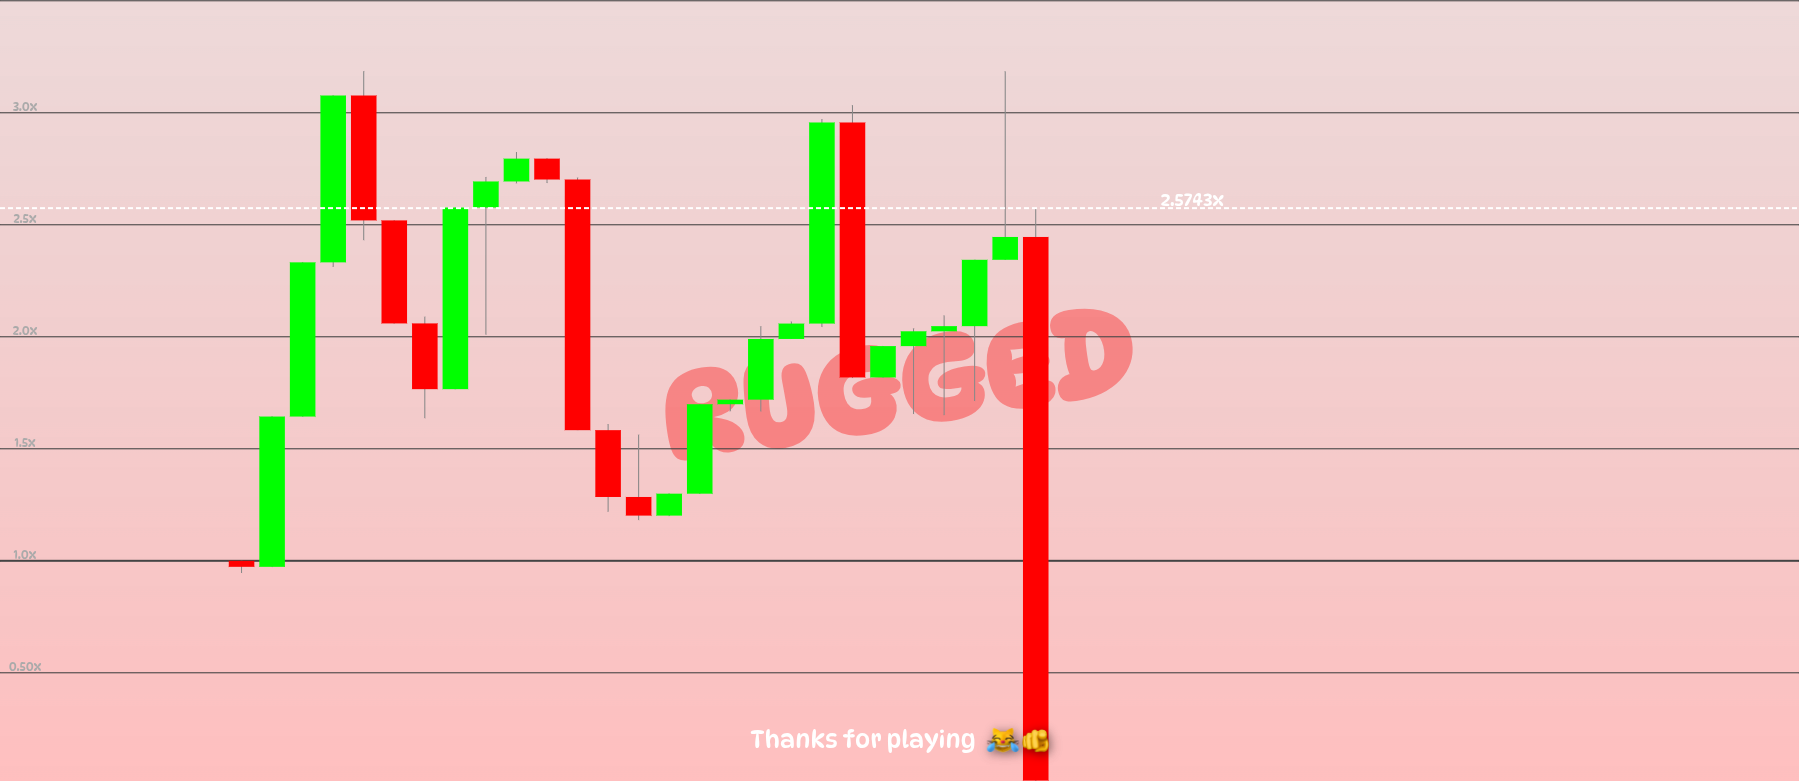 3.0x
2.5743x
2.5x
2.0x
RUGGED
1.5x
1.0x
0.50x
Thanks for playing 😹🫵